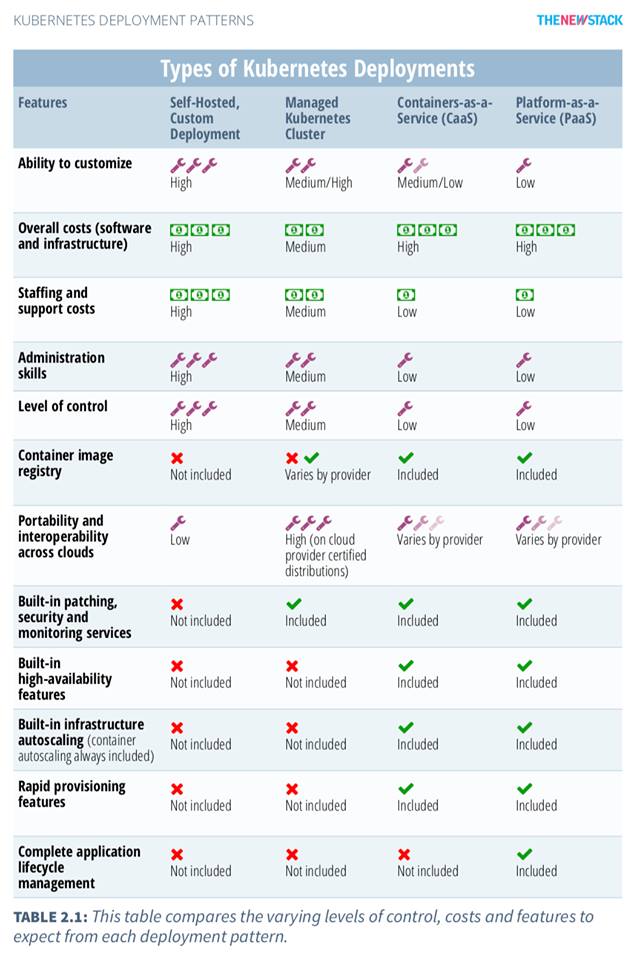 KUBERNETES DEPLOYMENT PATTERNS
THENEWSTACK
Types of Kubernetes Deployments
Features
Self-Hosted,
Custom
Deployment
Managed
Kubernetes
Cluster
Containers-as-a-
Service (CaaS)
Platform-as-a-
Service (PaaS)
Ability to customize
High
Medium/High
Medium/Low
Low
Overall costs (software
and infrastructure)
High
Medium
High
High
Staffing and
support costs
High
Medium
Low
Low
Administration
skills
High
Medium
Low
Low
Level of control
High
Medium
Low
Low
Container image
registry
Not included
Varies by provider
Included
Included
Portability and
interoperability
across clouds
Low
High (on cloud
provider certified
distributions)
Varies by provider
Varies by provider
Built-in patching,
security and
monitoring services
Not included
Included
Included
Included
Built-in
high-availability
features
Not included
Not included
Included
Included
Built-in infrastructure
autoscaling (container
autoscaling always included)
Not included
Not included
Included
Included
Rapid provisioning
features
Not included
Not included
Included
Included
Complete application
lifecycle
management
Not included
Not included
Not included
Included
TABLE 2.1: This table compares the varying levels of control, costs and features to
expect from each deployment pattern.